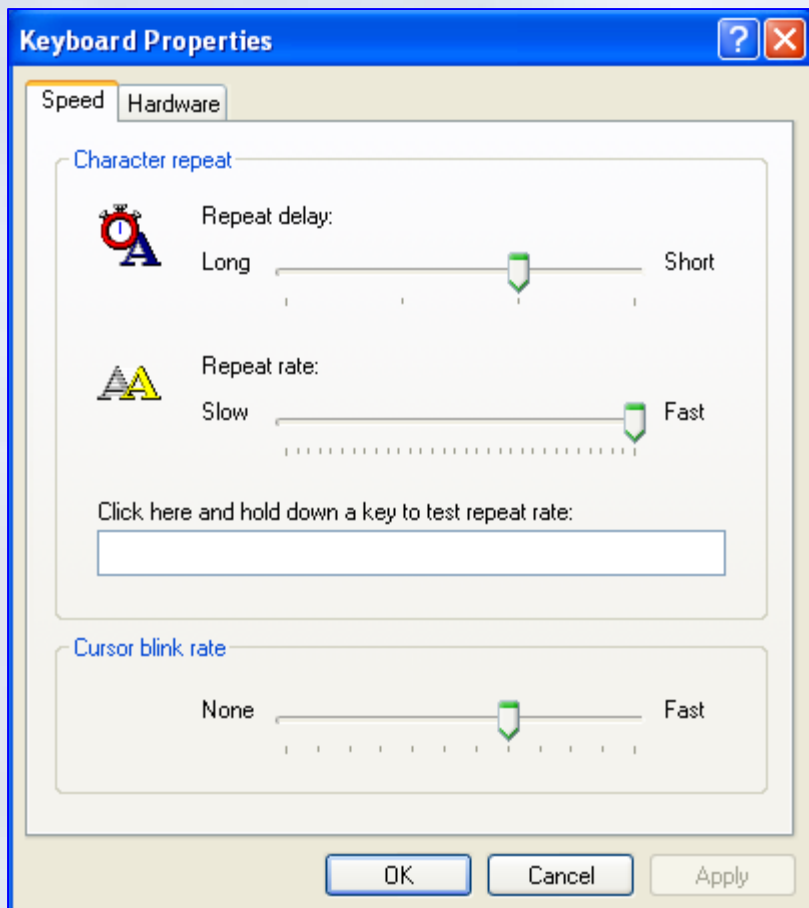 Keyboard Properties
Speed Hardware
Character repeat
Repeat delay:
Long Short
Repeat rate:
Slow Fast
Click here and hold down a key to test repeat rate:
Cursor blink rate
None Fast
OK Cancel Apply